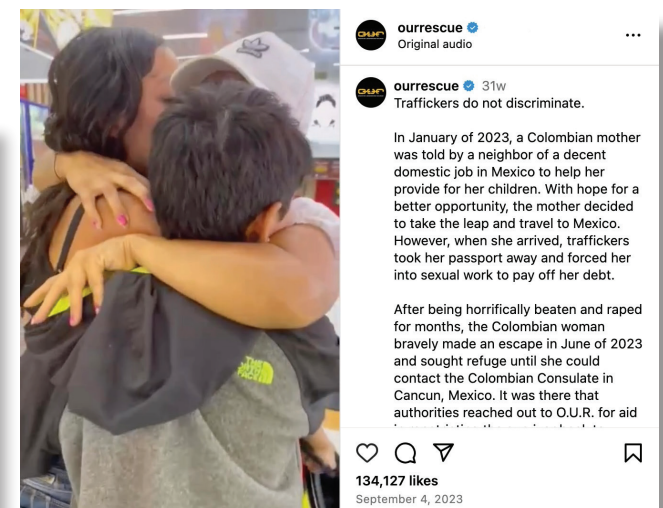 ourrescue
Original audio
ourrescue 31w
Traffickers do not discriminate.
In January of 2023, a Colombian mother
was told by a neighbor of a decent
domestic job in Mexico to help her
provide for her children. With hope for a
better opportunity, the mother decided
to take the leap and travel to Mexico.
However, when she arrived, traffickers
took her passport away and forced her
into sexual work to pay off her debt.
After being horrifically beaten and raped
for months, the Colombian woman
bravely made an escape in June of 2023
and sought refuge until she could
contact the Colombian Consulate in
Cancun, Mexico. It was there that
authorities reached out to O.U.R. for aid
134,127 likes
September 4, 2023
OUR
OUR
THE
NORTH
FACE